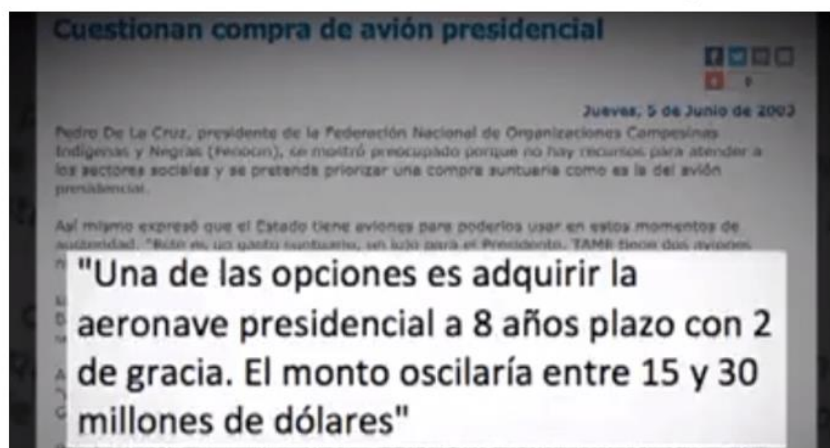 Cuestionan compra de avión presidencial
Jueves, 5 de Junio de 2003
Pedro De La Cruz, presidente de la Federación Nacional de Organizaciones Campesinas
Indígenas y Negras (Fenocin), se mostró preocupado porque no hay recursos para atender a
los sectores sociales y se pretenda priorizar una compra suntuaria como es la del avión
presidencial.
Así mismo expresó que el Estado tiene aviones para poderlos usar en estos momentos de
austeridad. "Esto es un gasto suntuario, un lujo para el Presidente. TAME tiene dos aviones
"Una de las opciones es adquirir la
aeronave presidencial a 8 años plazo con 2
de gracia. El monto oscilaría entre 15 y 30
millones de dólares"